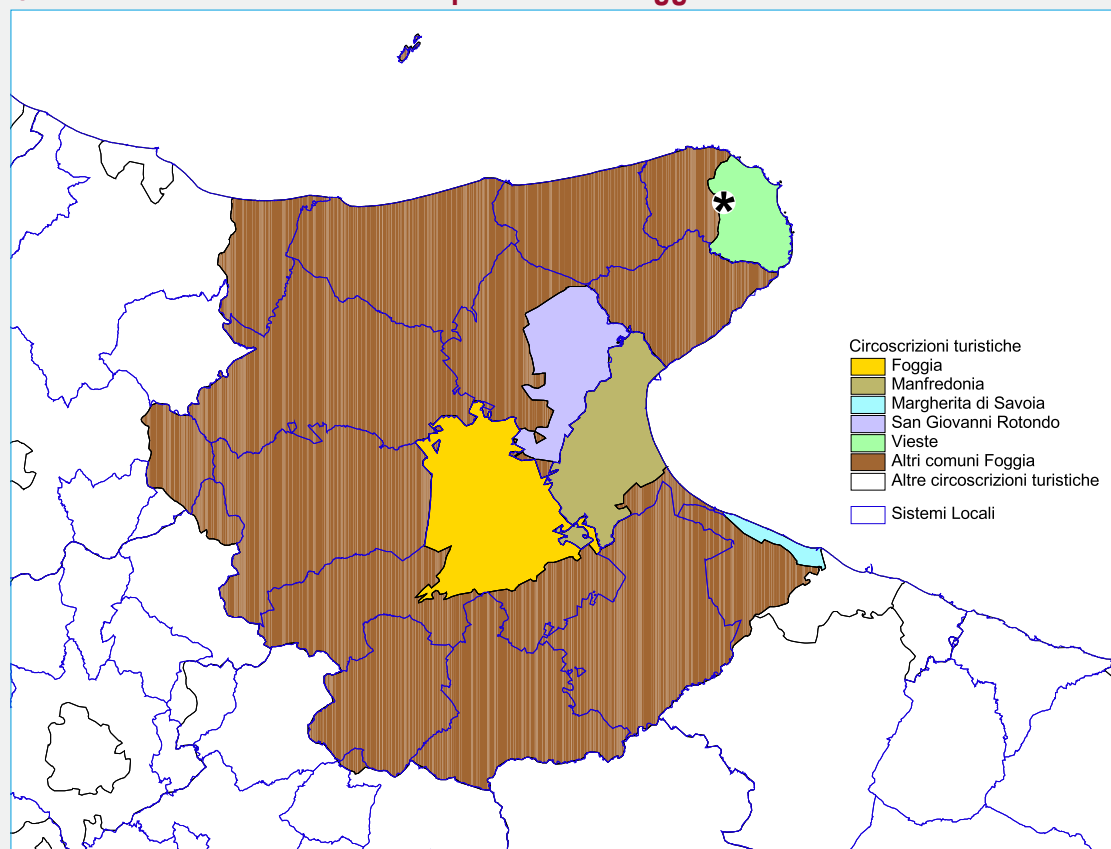 Circoscrizioni turistiche
Foggia
Manfredonia
Margherita di Savoia
San Giovanni Rotondo
Vieste
Altri comuni Foggia
Altre circoscrizioni turistiche
Sistemi Locali
*